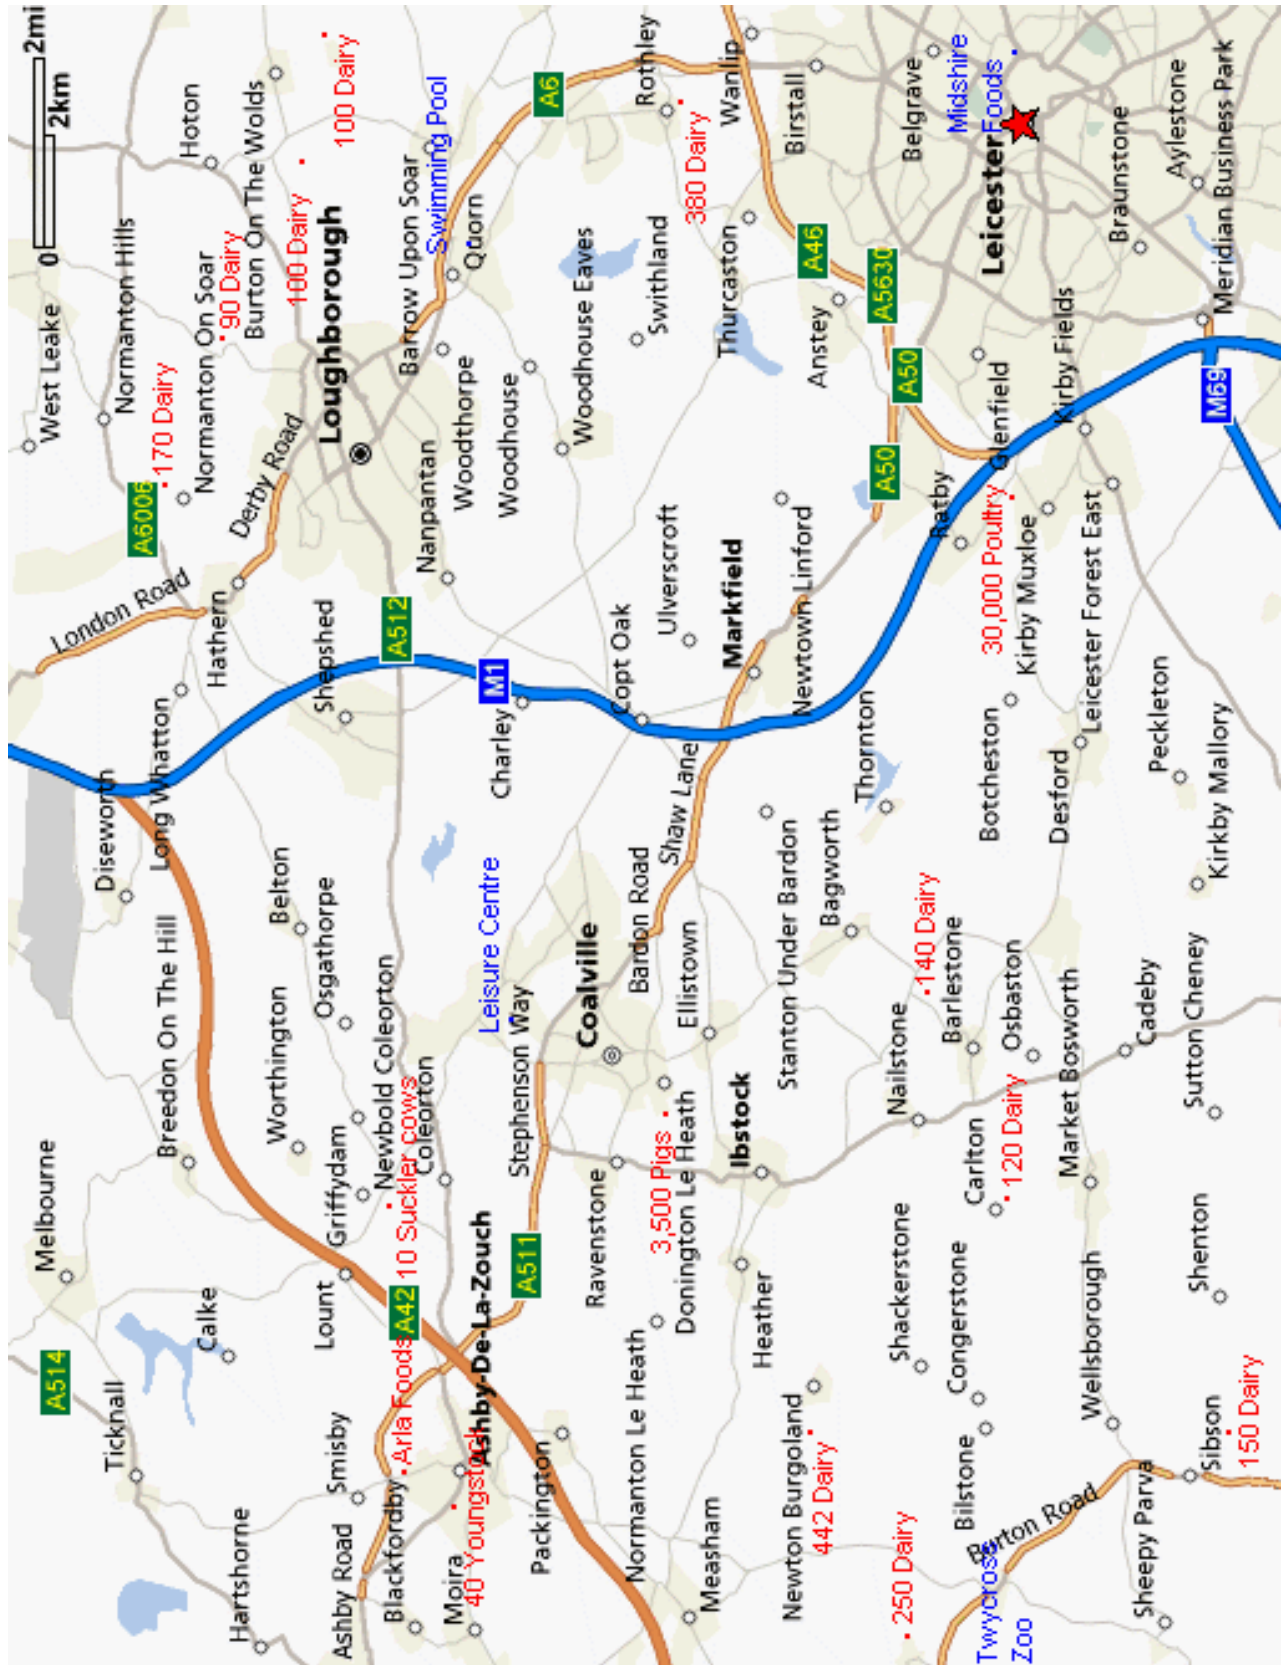 2mi
0 2km
A514
West Lake
Melbourne
London Road
Diseworth
Ticknall
Normanton Hills
A6006
170 Dairy
Breedon On The Hill
Long Whatton
Hoton
Normanton On Soar
Calke
Hathern
90 Dairy
Hartshorne
Derby Road
Burton On The Wolds
Worthington
Belton
100 Dairy
Lount
Osgathorpe
Shepshed
Loughborough
Smisby
Griffydam
100 Dairy
Ashby Road
Newbold Coleorton
Blackfordby
Arla Foods
A42
10 Suckler cows
A512
Barrow Upon Soar
Coleorton
Nanpantan
Swimming Pool
Moira
40 Youngstock
Ashby-De-La-Zouch
Leisure Centre
M1
Woodthorpe
Quorn
Charley
Stephenson Way
A511
Woodhouse
A6
Packington
Coalville
Woodhouse Eaves
Ravenstone
Copt Oak
Normanton Le Heath
Bardon Road
Rothley
3,500 Pigs
Swithland
Donington Le Heath
Ellistown
Shaw Lane
Ulverscroft
380 Dairy
Measham
Ibstock
Markfield
Thurcaston
Wanlip
Heather
Stanton Under Bardon
Newtown Linford
Birstall
Newton Burgoland
442 Dairy
Bagworth
Anstey
A46
Thornton
A50
A5630
250 Dairy
Shackerstone
Nailstone
A50
Belgrave
140 Dairy
Congerstone
Barlestone
Ratby
Midshire
Foods
Bilstone
Carlton
Botcheston
30,000 Poultry
Glenfield
Leicester
Twycross
Zoo
120 Dairy
Osbaston
Kirby Muxloe
Burton Road
Market Bosworth
Desford
Kirby Fields
Wellsborough
Leicester Forest East
Braunstone
Sheepy Parva
Cadeby
Peckleton
Aylestone
Shenton
Sutton Cheney
Sibson
Kirkby Mallory
M69
Meridian Business Park
150 Dairy